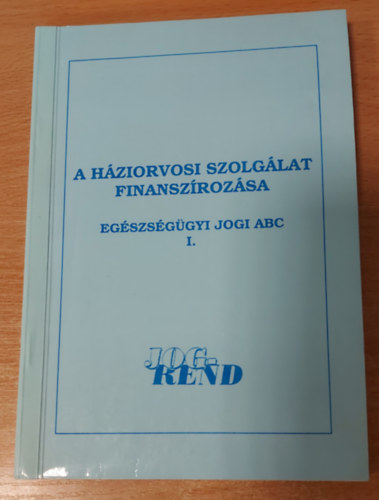 A HÁZIORVOSI SZOLGÁLAT
FINANSZÍROZÁSA
EGÉSZSÉGÜGYI JOGI ABC
I.
JOG-
REND